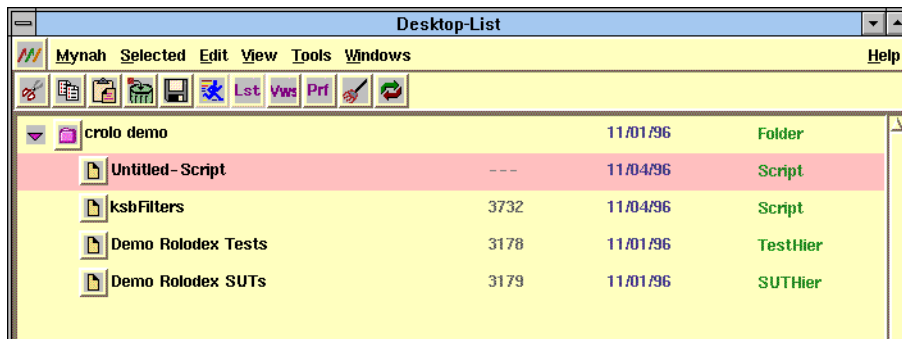 Desktop-List
Mynah Selected Edit View Tools Windows Help
Lst Vws Prf
crolo demo 11/01/96 Folder
Untitled-Script --- 11/04/96 Script
ksbFilters 3732 11/04/96 Script
Demo Rolodex Tests 3178 11/01/96 TestHier
Demo Rolodex SUTs 3179 11/01/96 SUTHier